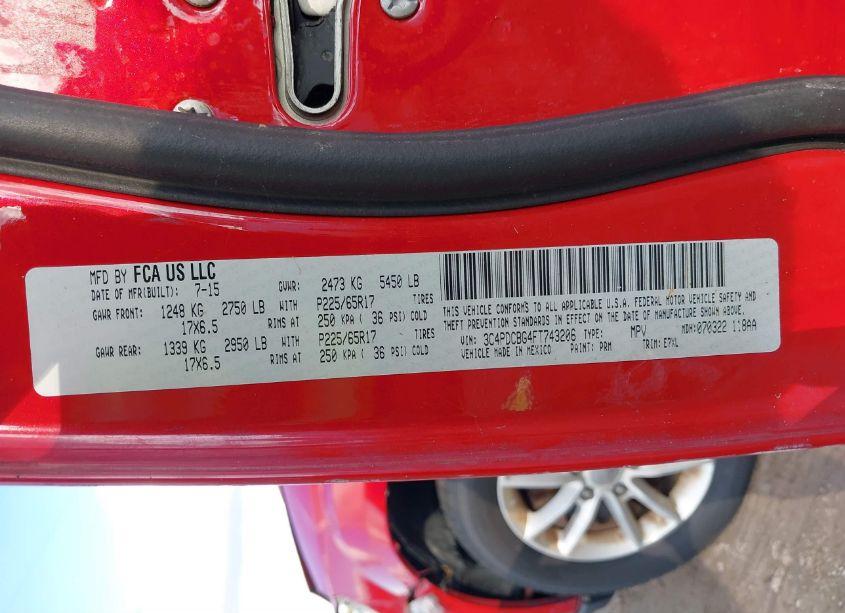 MFD BY FCA US LLC
DATE OF MFR(BUILT): 7-15 GVWR: 2473 KG 5450 LB
GAWR FRONT: 1248 KG 2750 LB WITH P225/65R17 TIRES
17X6.5 RIMS AT 250 KPA ( 36 PSI) COLD
GAWR REAR: 1339 KG 2950 LB WITH P225/65R17 TIRES
17X6.5 RIMS AT 250 KPA ( 36 PSI) COLD
THIS VEHICLE CONFORMS TO ALL APPLICABLE U.S.A. FEDERAL MOTOR VEHICLE SAFETY AND
THEFT PREVENTION STANDARDS IN EFFECT ON THE DATE OF MANUFACTURE SHOWN ABOVE.
VIN: 3C4PDCBG4FT743206 TYPE: MPV MDH:070322 118AA
VEHICLE MADE IN MEXICO PAINT: PRM TRIM: E7XL